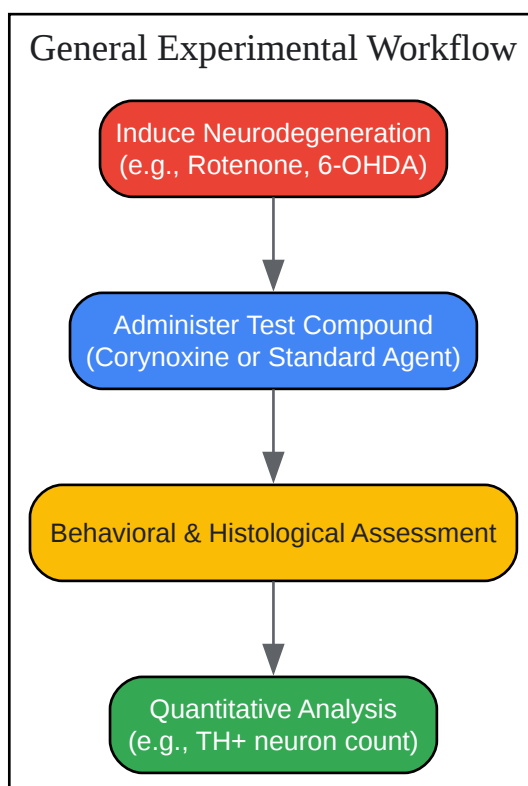 General Experimental Workflow
Induce Neurodegeneration
(e.g., Rotenone, 6-OHDA)
Administer Test Compound
(Corynoxine or Standard Agent)
Behavioral & Histological Assessment
Quantitative Analysis
(e.g., TH+ neuron count)